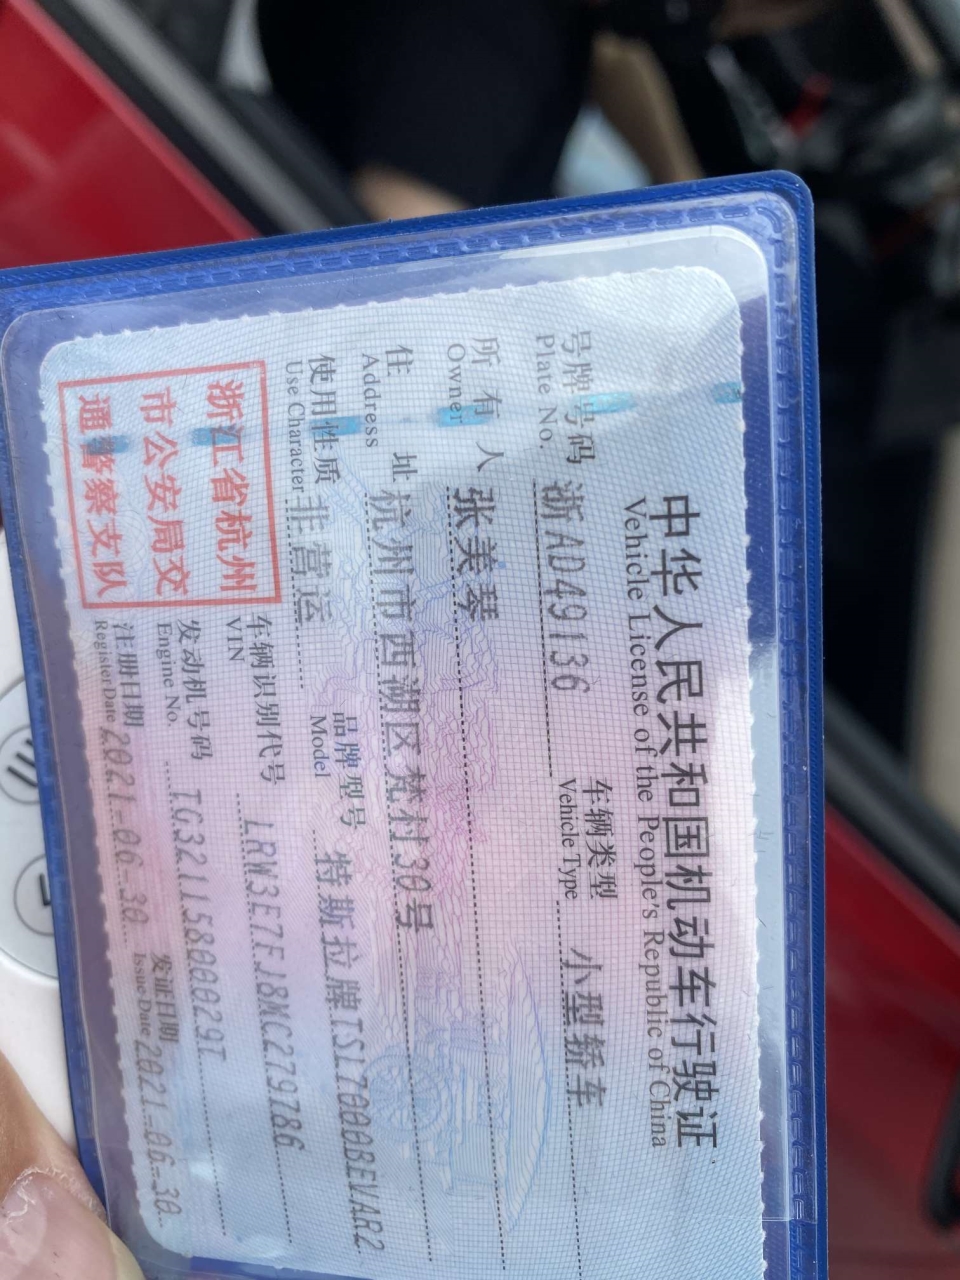 中华人民共和国机动车行驶证
Vehicle License of the People's Republic of China
号牌号码 浙AD49136 车辆类型 小型轿车
Plate No. Vehicle Type
所有人 张美琴
Owner
住址 杭州市西湖区梵村30号
Address
使用性质 非营运 品牌型号 特斯拉牌TSL7000BEVAR2
Use Character Model
浙江省杭州
市公安局交
通警察支队
车辆识别代号 LRW3E7FJ8MC279786
VIN
发动机号码 TG32115800029T
Engine No.
注册日期 2021-06-30 发证日期 2021-06-30
Register Date Issue Date